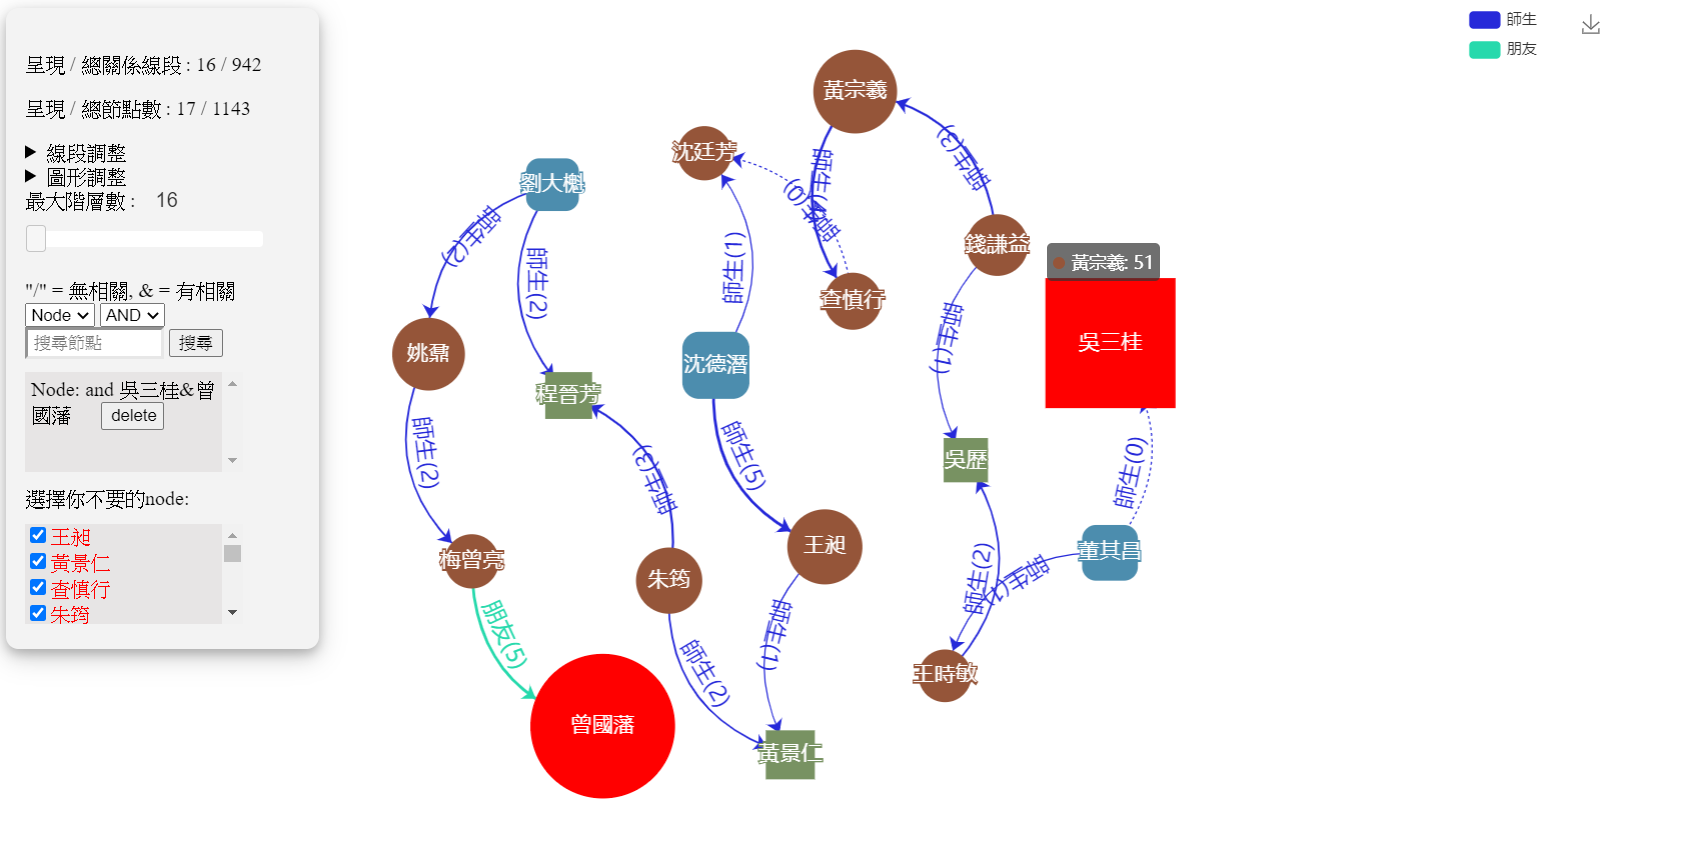 呈現 / 總關係線段 : 16 / 942
呈現 / 總節點數 : 17 / 1143
線段調整
圖形調整
最大階層數 : 16
"/" = 無相關, & = 有相關
Node AND
搜尋節點 搜尋
Node: and 吳三桂&曾
國藩 delete
選擇你不要的node:
王昶
黃景仁
查慎行
朱筠
師生
朋友
黃宗羲
沈廷芳
劉大櫆
錢謙益
黃宗羲: 51
查慎行
吳三桂
姚鼐
沈德潛
程晉芳
吳歷
王昶
董其昌
梅曾亮
朱筠
王時敏
曾國藩
黃景仁
師生(3)
師生(0)
師生(2)
師生(2)
師生(1)
師生(1)
師生(2)
師生(3)
師生(5)
師生(0)
師生(2)
朋友(5)
師生(2)
師生(1)